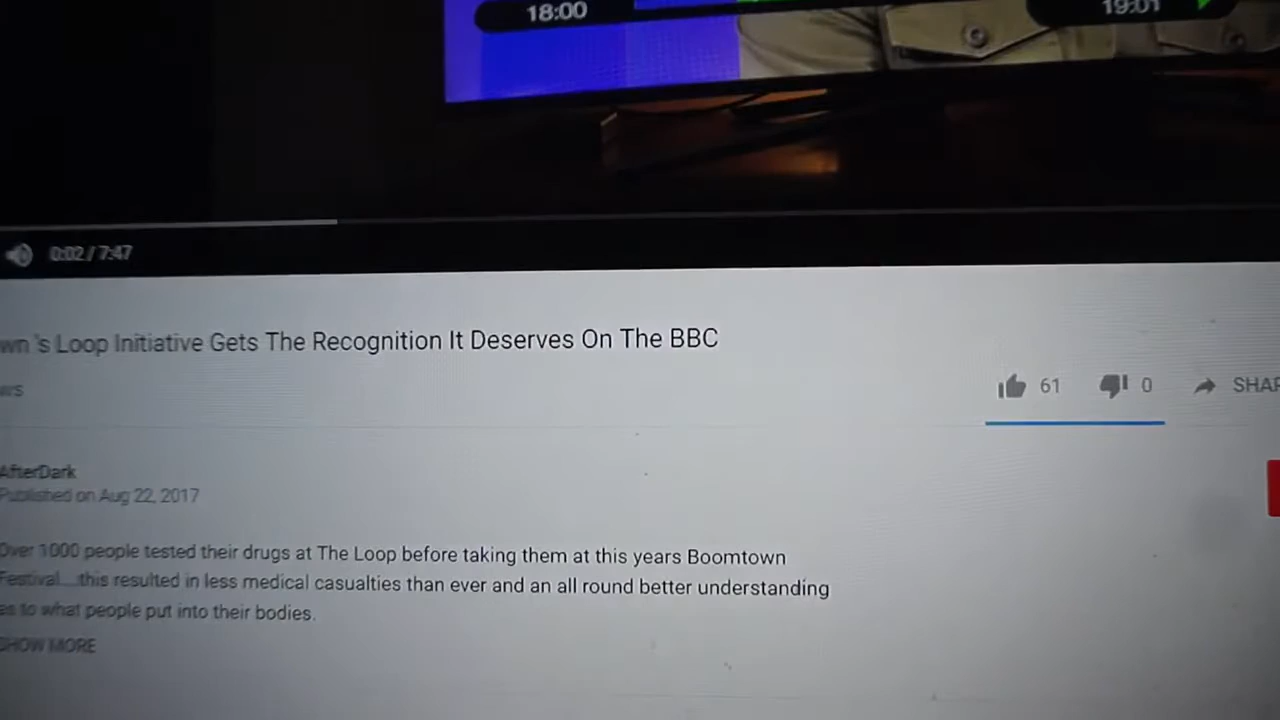 18:00
19:01
0:02 / 7:47
wn 's Loop Initiative Gets The Recognition It Deserves On The BBC
61 0 SHAR
ws
AfterDark
Published on Aug 22, 2017
Over 1000 people tested their drugs at The Loop before taking them at this years Boomtown
Festival....this resulted in less medical casualties than ever and an all round better understanding
as to what people put into their bodies.
SHOW MORE